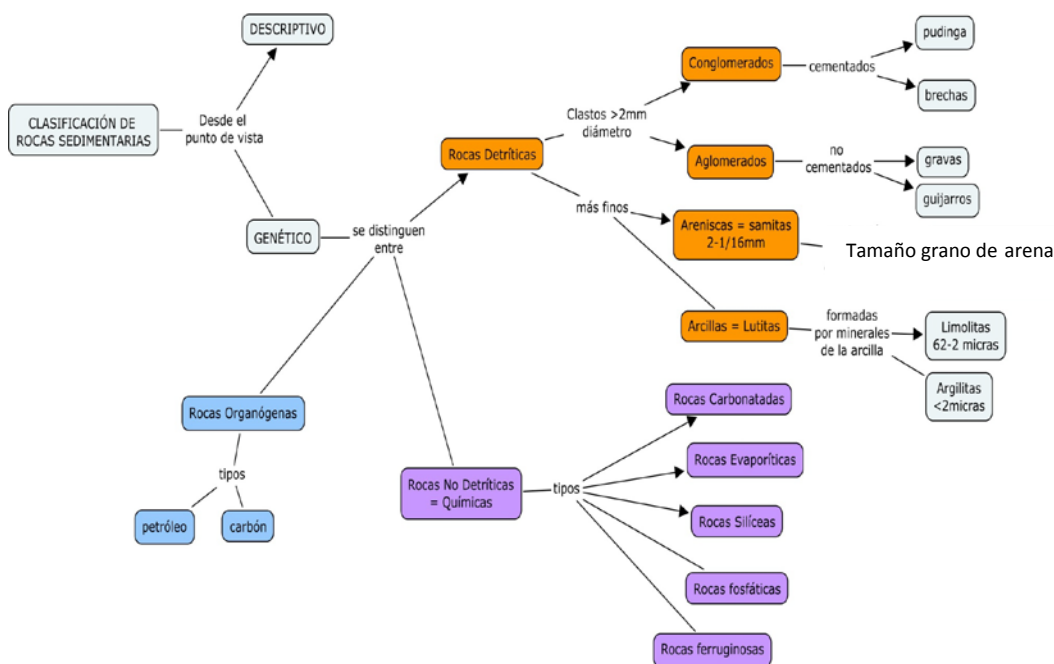 CLASIFICACIÓN DE
ROCAS SEDIMENTARIAS
Desde el
punto de vista
DESCRIPTIVO
GENÉTICO
se distinguen
entre
Rocas Detríticas
Clastos >2mm
diámetro
Conglomerados
cementados
pudinga
brechas
Aglomerados
no
cementados
gravas
guijarros
más finos
Areniscas = samitas
2-1/16mm
Tamaño grano de arena
Arcillas = Lutitas
formadas
por minerales
de la arcilla
Limolitas
62-2 micras
Argilitas
<2micras
Rocas Organógenas
tipos
petróleo
carbón
Rocas No Detríticas
= Químicas
tipos
Rocas Carbonatadas
Rocas Evaporíticas
Rocas Silíceas
Rocas fosfáticas
Rocas ferruginosas